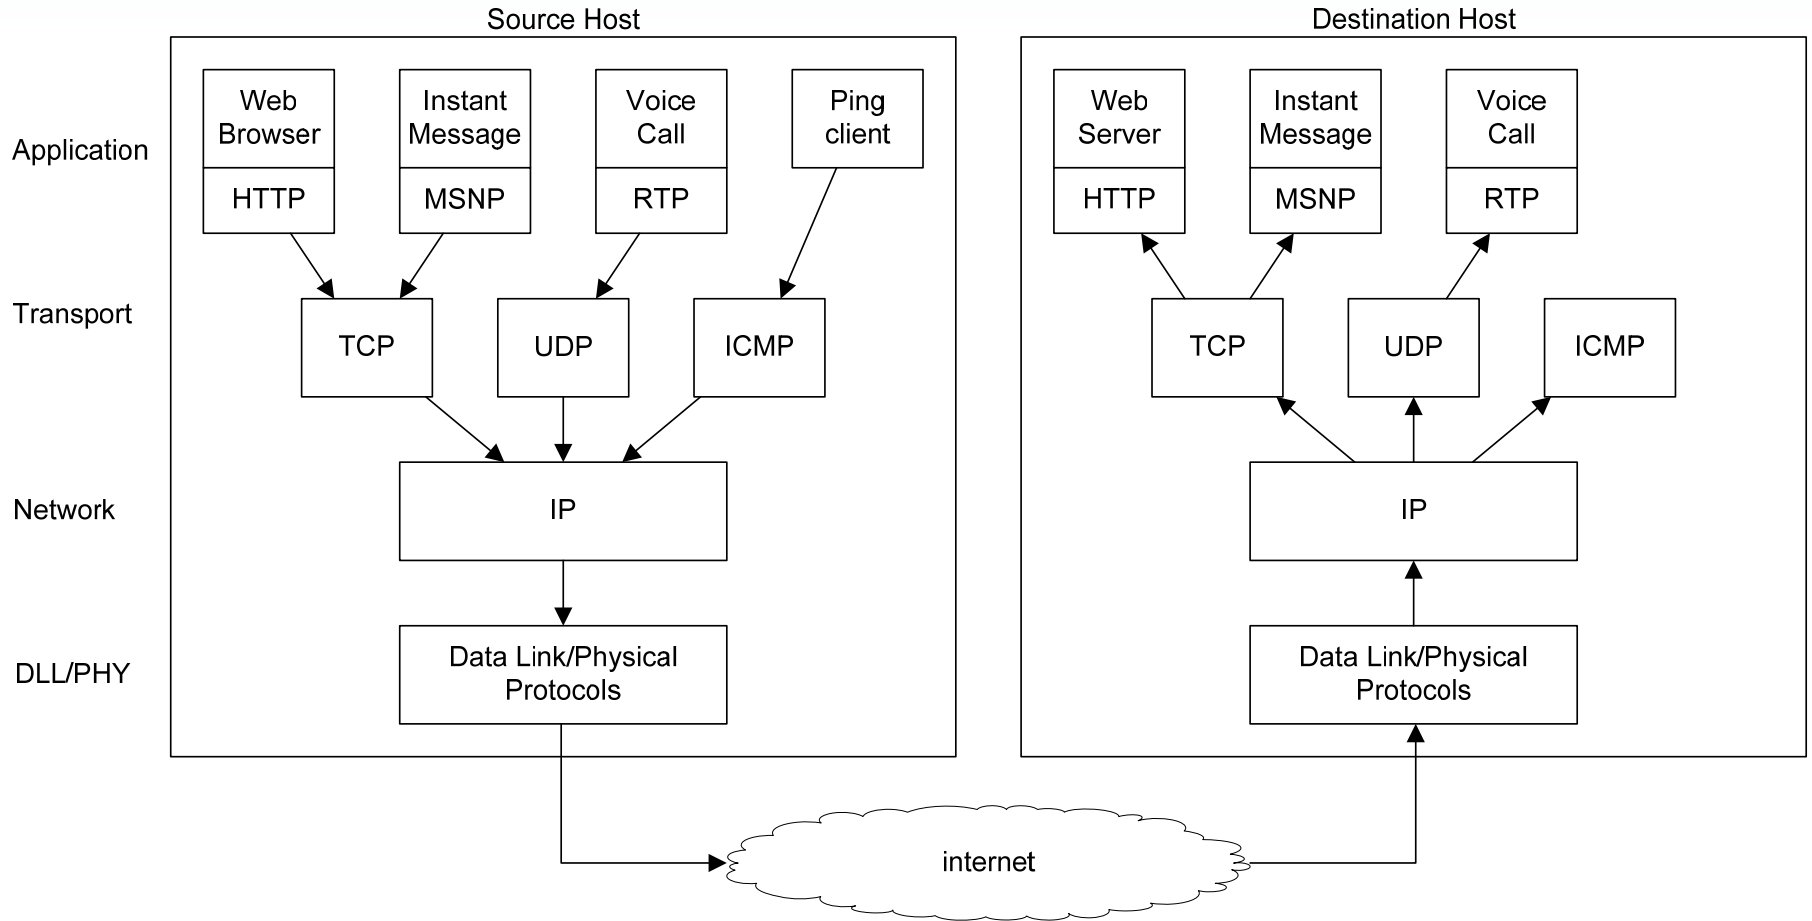 Source Host
Destination Host
Application
Web
Browser
HTTP
Instant
Message
MSNP
Voice
Call
RTP
Ping
client
Web
Server
HTTP
Instant
Message
MSNP
Voice
Call
RTP
Transport
TCP
UDP
ICMP
TCP
UDP
ICMP
Network
IP
IP
DLL/PHY
Data Link/Physical
Protocols
Data Link/Physical
Protocols
internet